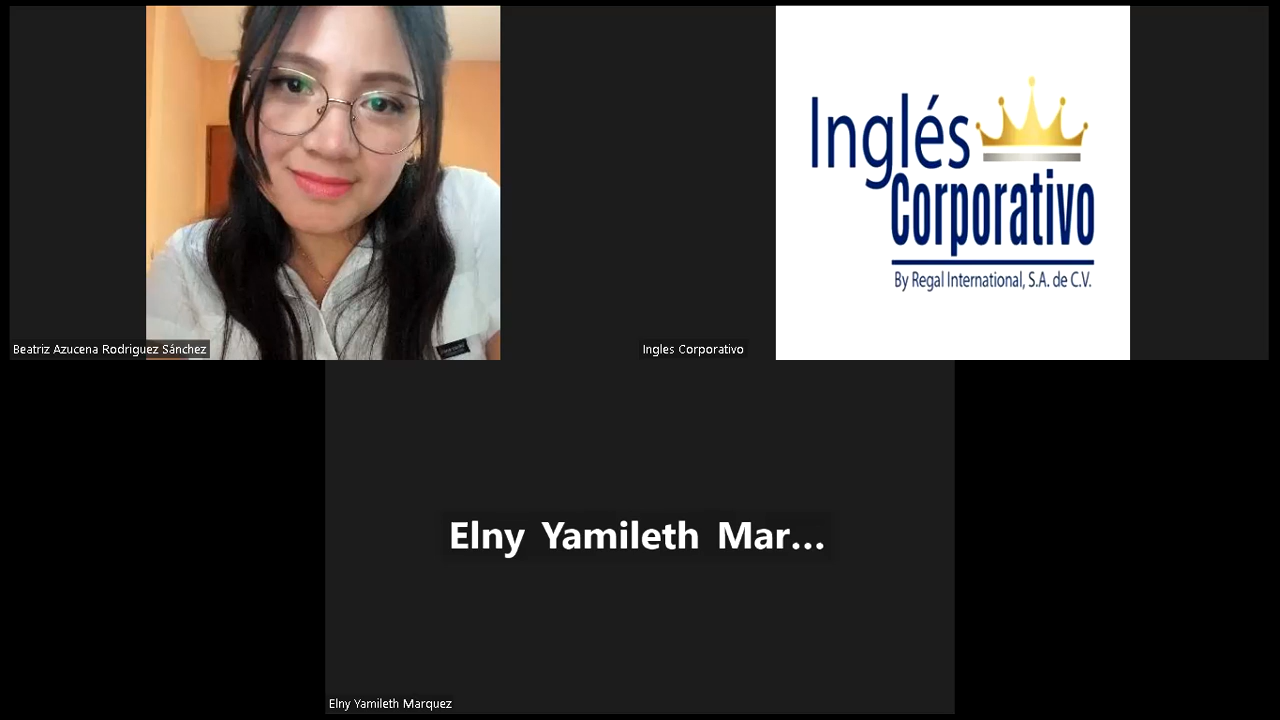 Inglés
Corporativo
By Regal International, S.A. de C.V.
Beatriz Azucena Rodriguez Sánchez
Ingles Corporativo
Elny Yamileth Mar...
Elny Yamileth Marquez